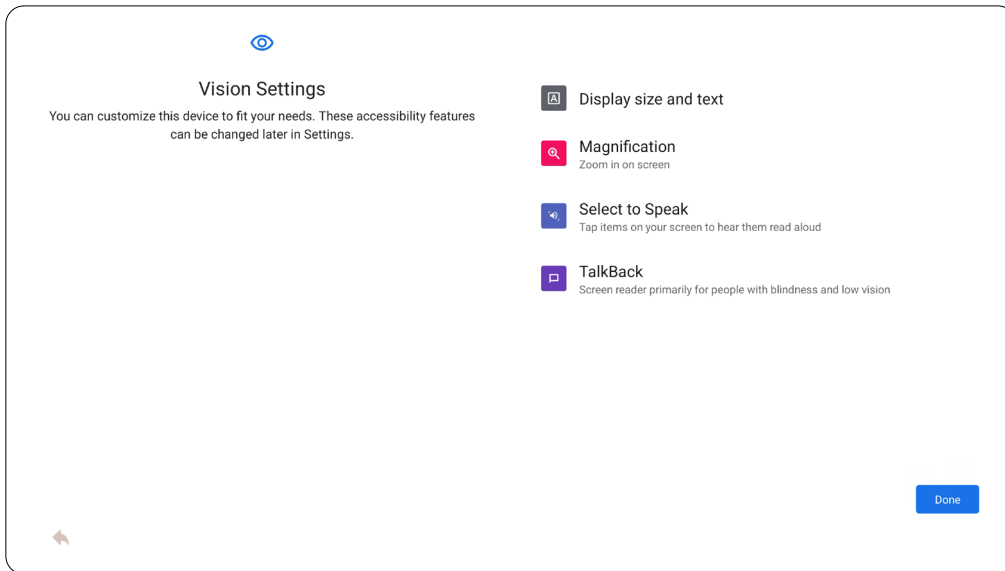 Vision Settings
You can customize this device to fit your needs. These accessibility features
can be changed later in Settings.
A
Display size and text
Magnification
Zoom in on screen
Select to Speak
Tap items on your screen to hear them read aloud
TalkBack
Screen reader primarily for people with blindness and low vision
Done